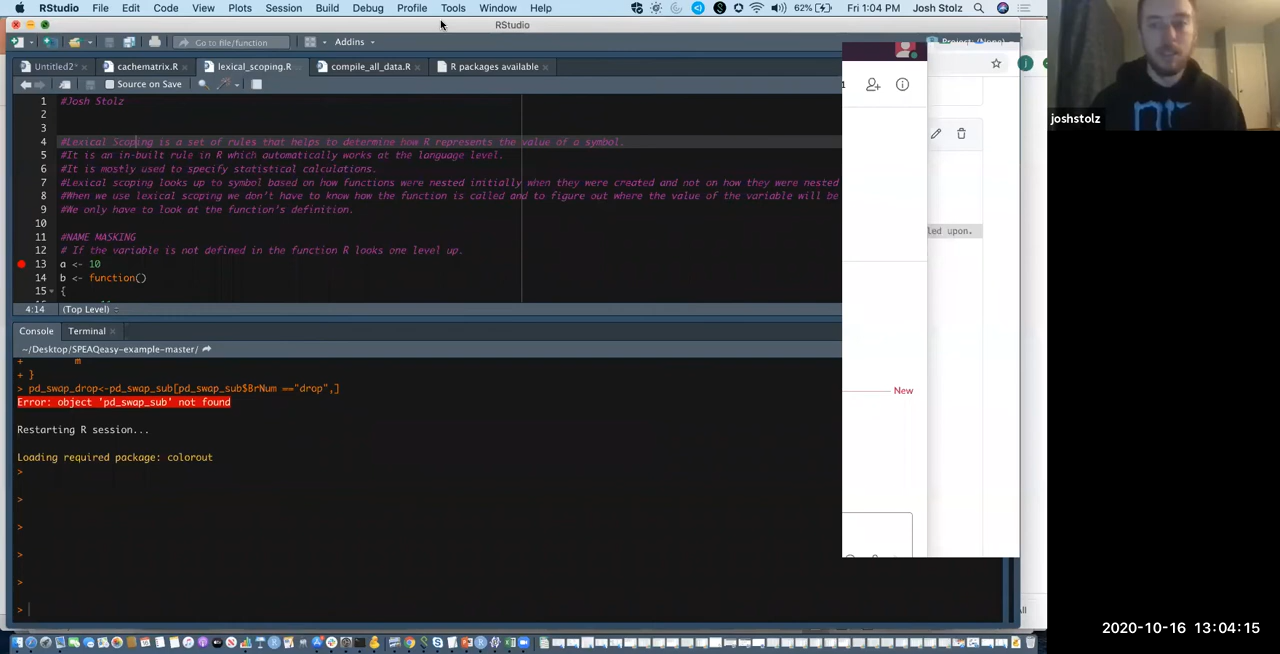 RStudio File Edit Code View Plots Session Build Debug Profile Tools Window Help 62% Fri 1:04 PM Josh Stolz
RStudio
Go to file/function Addins Project: (None)
Untitled2* cachematrix.R lexical_scoping.R compile_all_data.R R packages available
Source on Save
1 #Josh Stolz
2
3
4 #Lexical Scoping is a set of rules that helps to determine how R represents the value of a symbol.
5 #It is an in-built rule in R which automatically works at the language level.
6 #It is mostly used to specify statistical calculations.
7 #Lexical scoping looks up to symbol based on how functions were nested initially when they were created and not on how they were nested
8 #When we use lexical scoping we don't have to know how the function is called and to figure out where the value of the variable will be
9 #We only have to look at the function's definition.
10
11 #NAME MASKING
12 # If the variable is not defined in the function R looks one level up.
13 a <- 10
14 b <- function()
15 {
4:14 (Top Level)
Console Terminal
~/Desktop/SPEAQeasy-example-master/
+ m
+ }
> pd_swap_drop<-pd_swap_sub[pd_swap_sub$BrNum =="drop",]
Error: object 'pd_swap_sub' not found
Restarting R session...
Loading required package: colorout
>
>
>
>
>
>
1
led upon.
New
joshstolz
2020-10-16 13:04:15